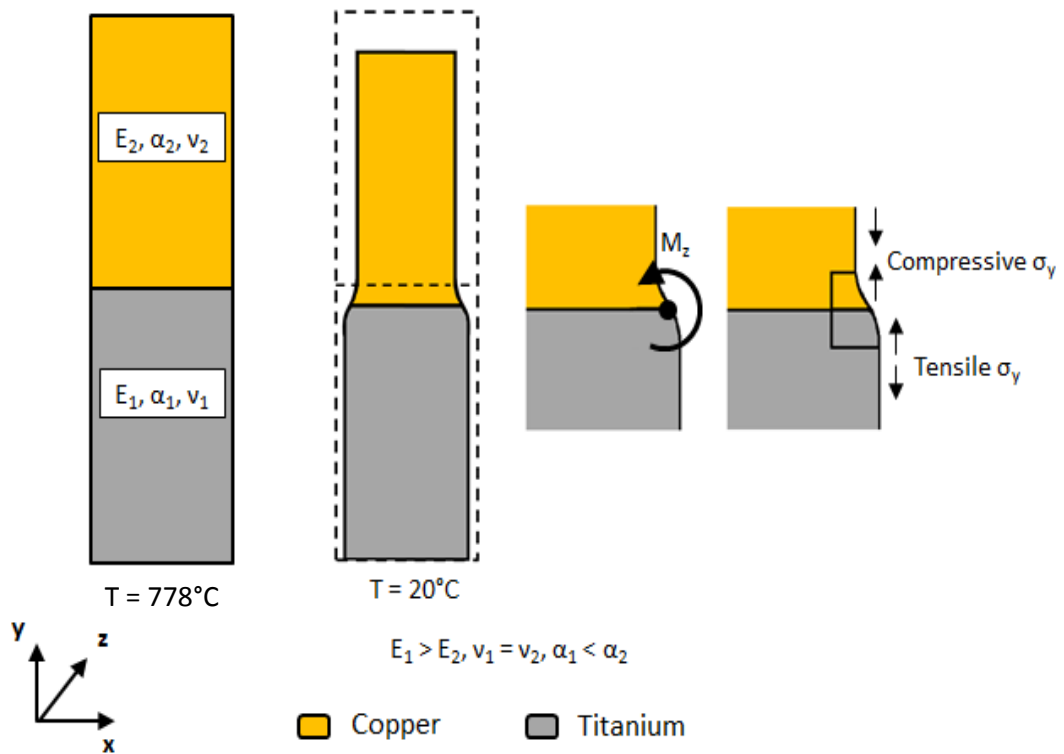 E₂, α₂, ν₂
E₁, α₁, ν₁
M_z
Compressive σ_y
Tensile σ_y
T = 778°C
T = 20°C
y
z
x
E₁ > E₂, ν₁ = ν₂, α₁ < α₂
Copper
Titanium